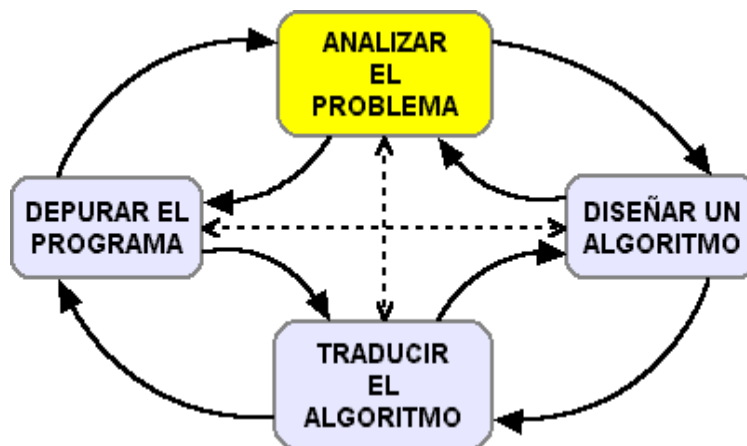 ANALIZAR
EL
PROBLEMA
DEPURAR EL
PROGRAMA
DISEÑAR UN
ALGORITMO
TRADUCIR
EL
ALGORITMO